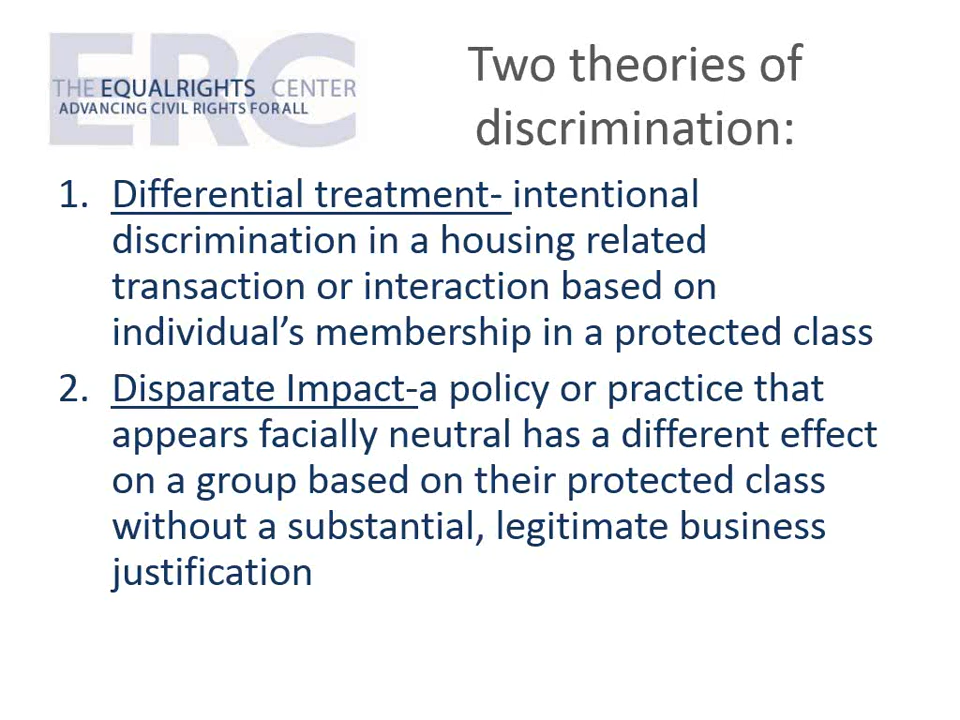 ERC
THE EQUALRIGHTS CENTER
ADVANCING CIVIL RIGHTS FOR ALL
Two theories of
discrimination:
1. Differential treatment- intentional
discrimination in a housing related
transaction or interaction based on
individual’s membership in a protected class
2. Disparate Impact-a policy or practice that
appears facially neutral has a different effect
on a group based on their protected class
without a substantial, legitimate business
justification